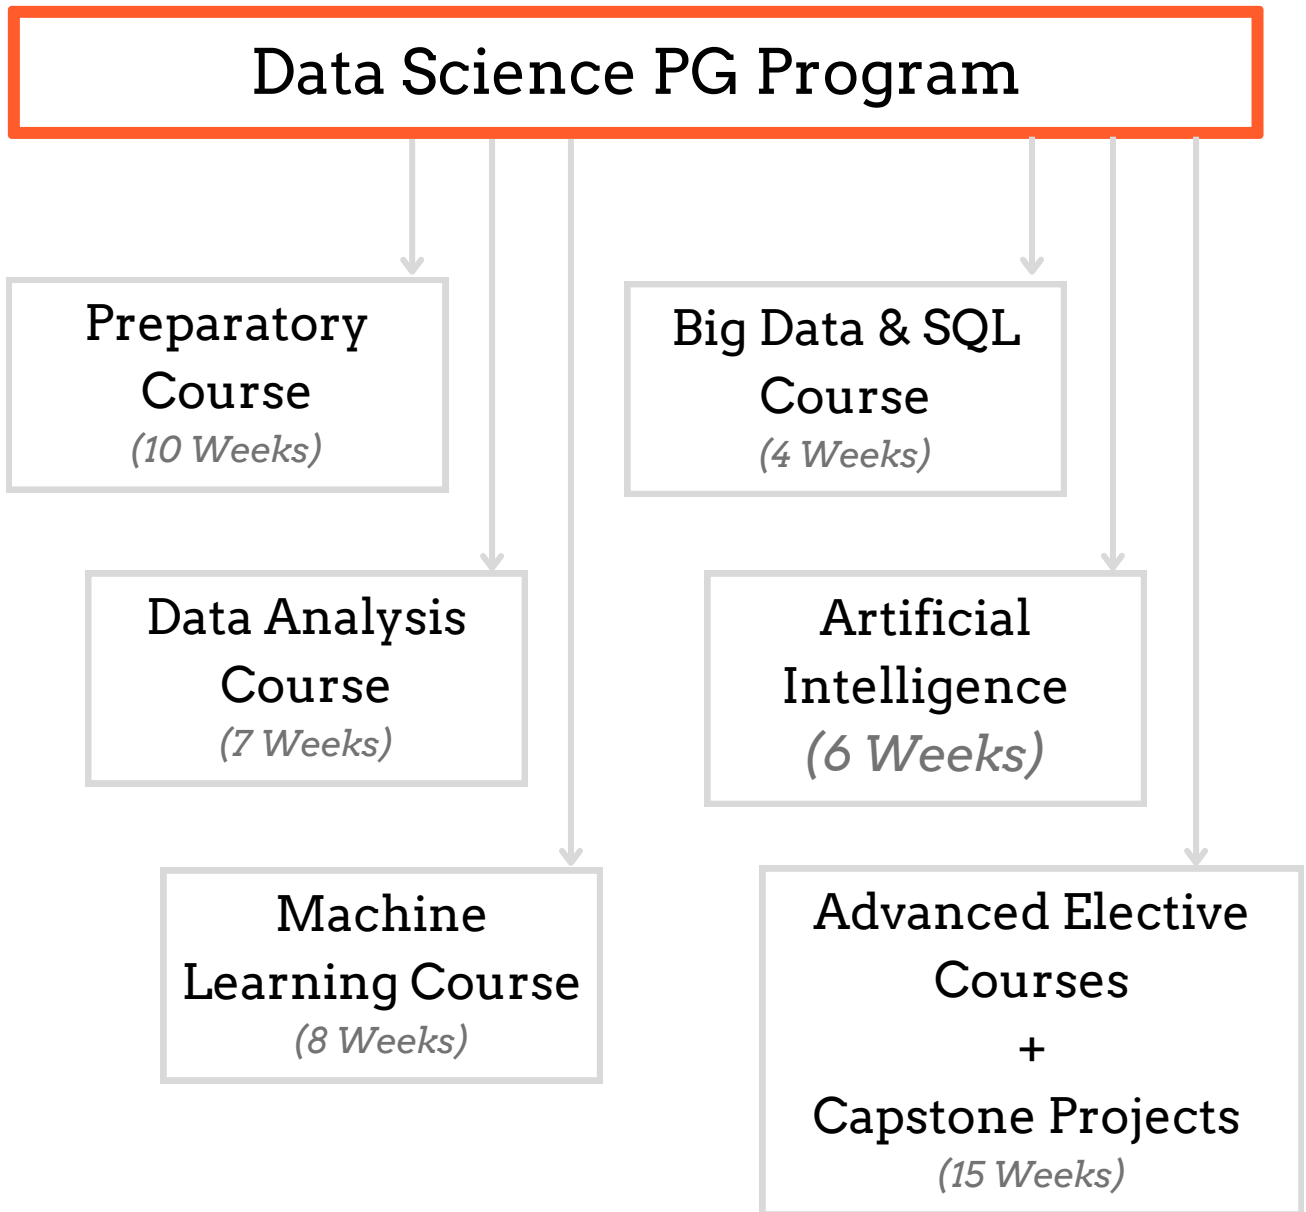 Data Science PG Program
Preparatory
Course
(10 Weeks)
Data Analysis
Course
(7 Weeks)
Machine
Learning Course
(8 Weeks)
Big Data & SQL
Course
(4 Weeks)
Artificial
Intelligence
(6 Weeks)
Advanced Elective
Courses
+
Capstone Projects
(15 Weeks)